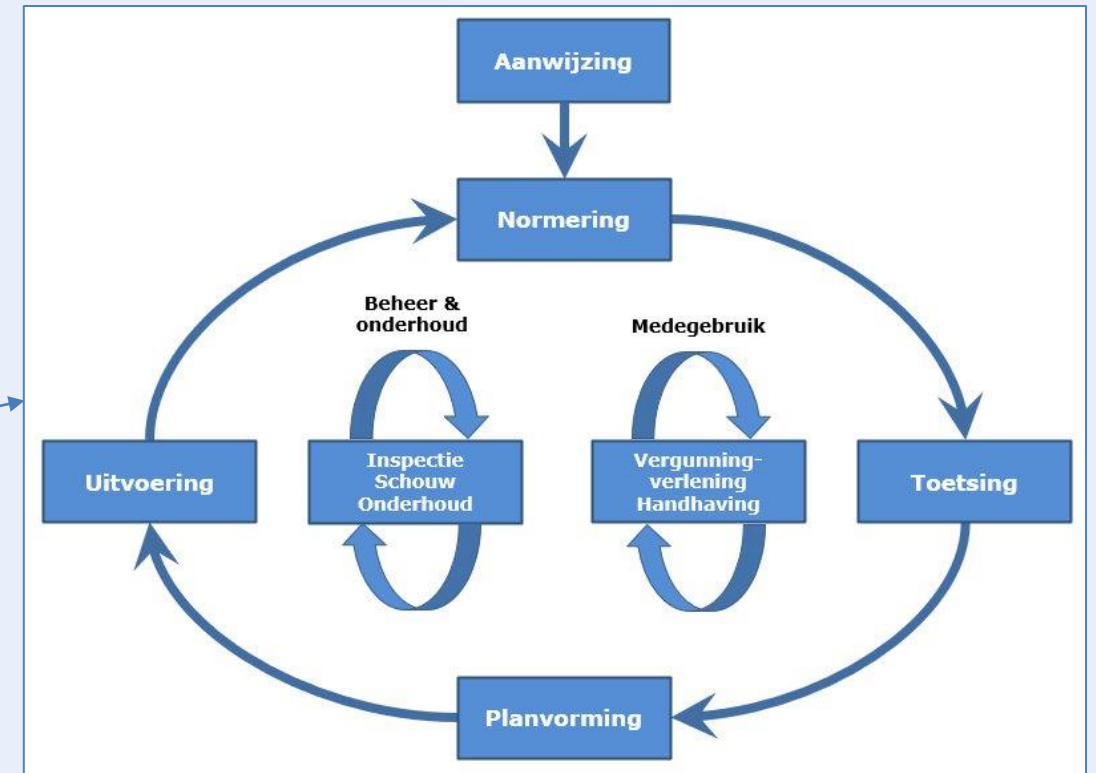 Aanwijzing
Normering
Beheer &
onderhoud
Medegebruik
Uitvoering
Inspectie
Schouw
Onderhoud
Vergunning-
verlening
Handhaving
Toetsing
Planvorming